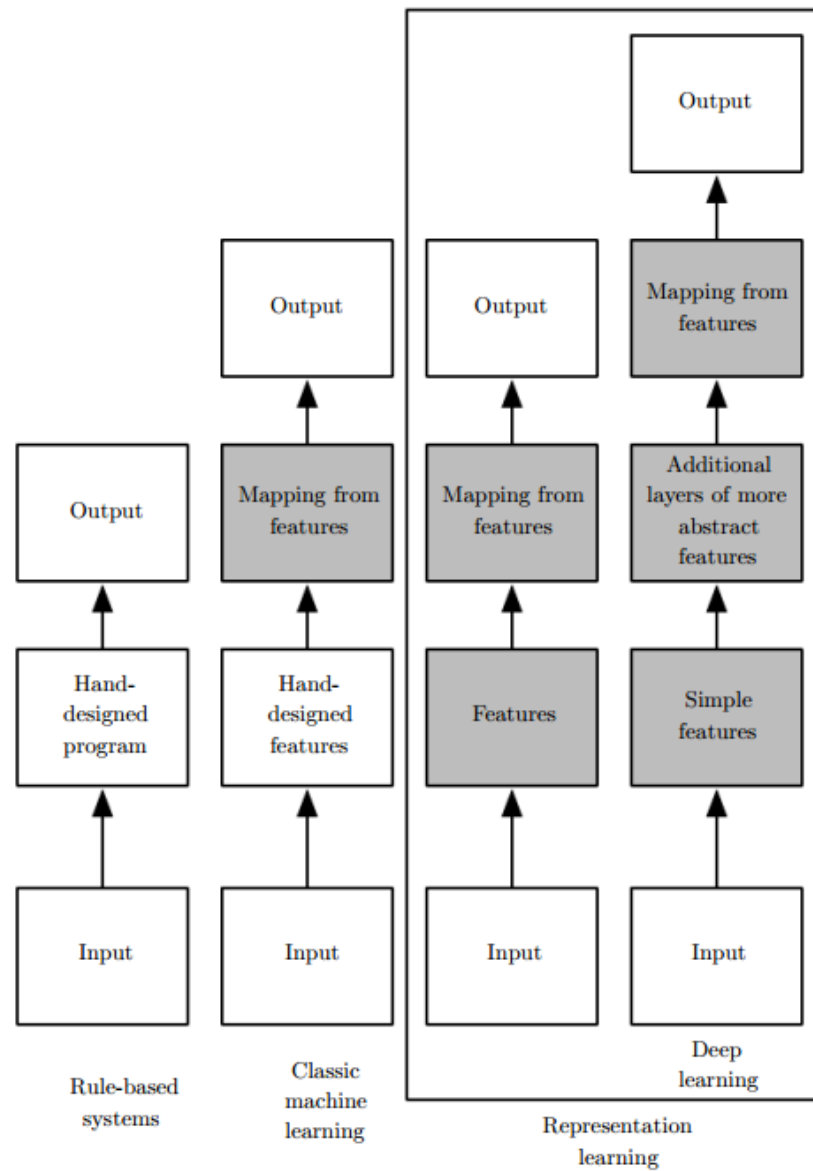 Output
Output
Output
Mapping from
features
Output
Mapping from
features
Mapping from
features
Additional
layers of more
abstract
features
Hand-
designed
program
Hand-
designed
features
Features
Simple
features
Input
Input
Input
Input
Rule-based
systems
Classic
machine
learning
Representation
learning
Deep
learning